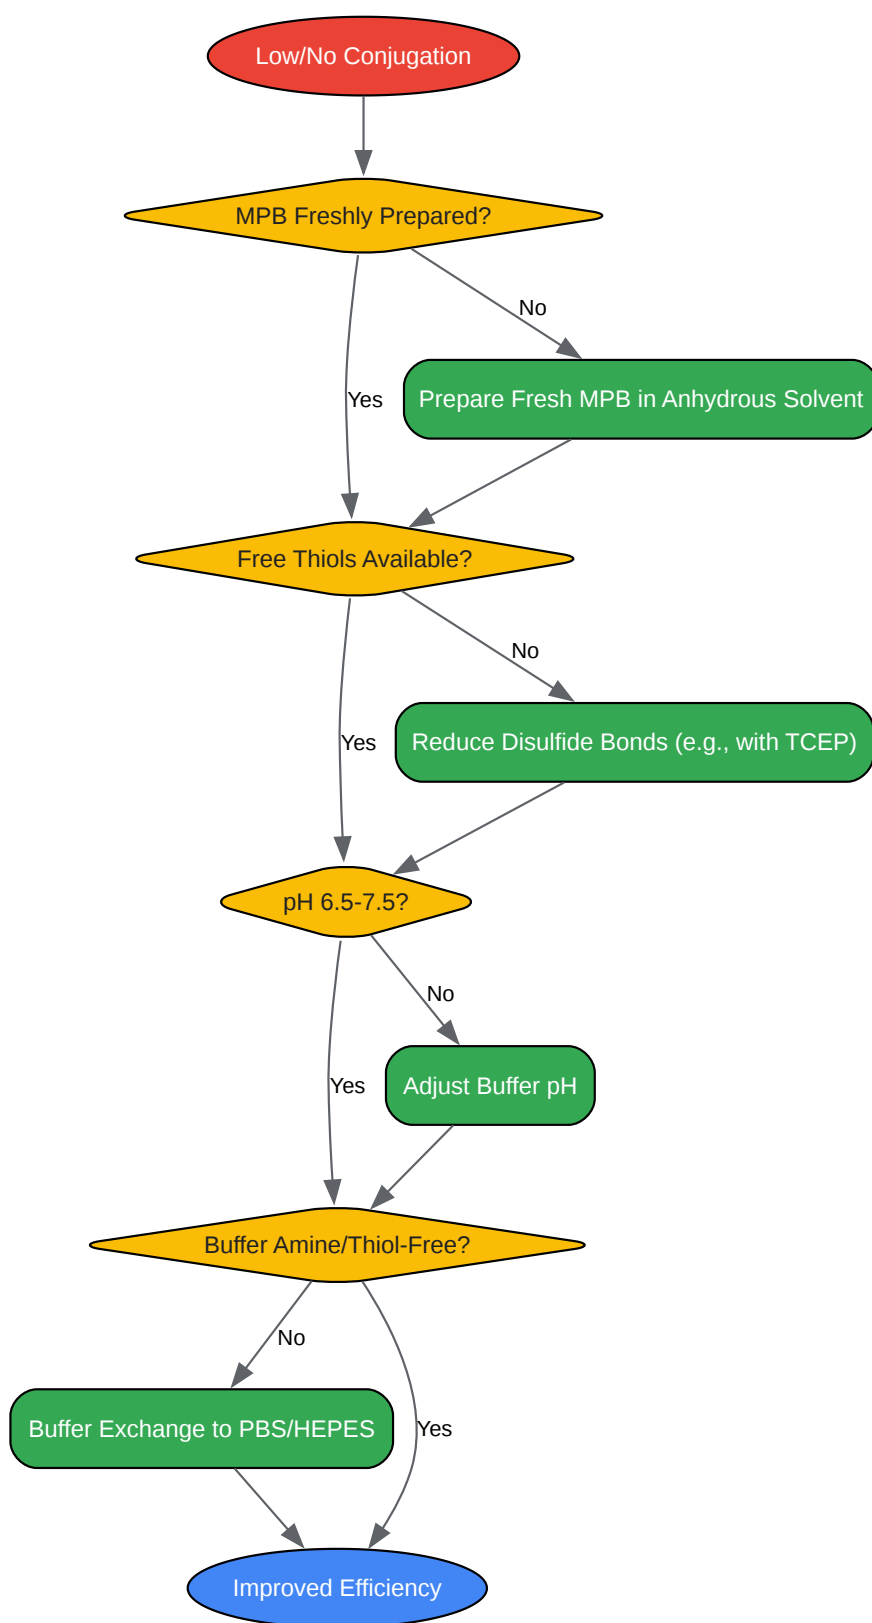 Low/No Conjugation
MPB Freshly Prepared?
No
Yes
Prepare Fresh MPB in Anhydrous Solvent
Free Thiols Available?
No
Yes
Reduce Disulfide Bonds (e.g., with TCEP)
pH 6.5-7.5?
No
Yes
Adjust Buffer pH
Buffer Amine/Thiol-Free?
No
Buffer Exchange to PBS/HEPES
Yes
Improved Efficiency